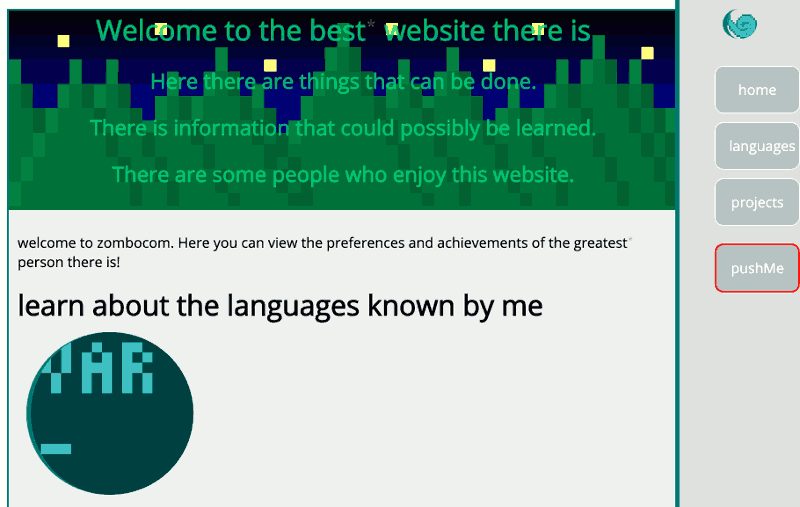 Welcome to the best* website there is
Here there are things that can be done.
There is information that could possibly be learned.
There are some people who enjoy this website.
welcome to zombocom. Here you can view the preferences and achievements of the greatest*
person there is!
learn about the languages known by me
VAR
_
home
languages
projects
pushMe